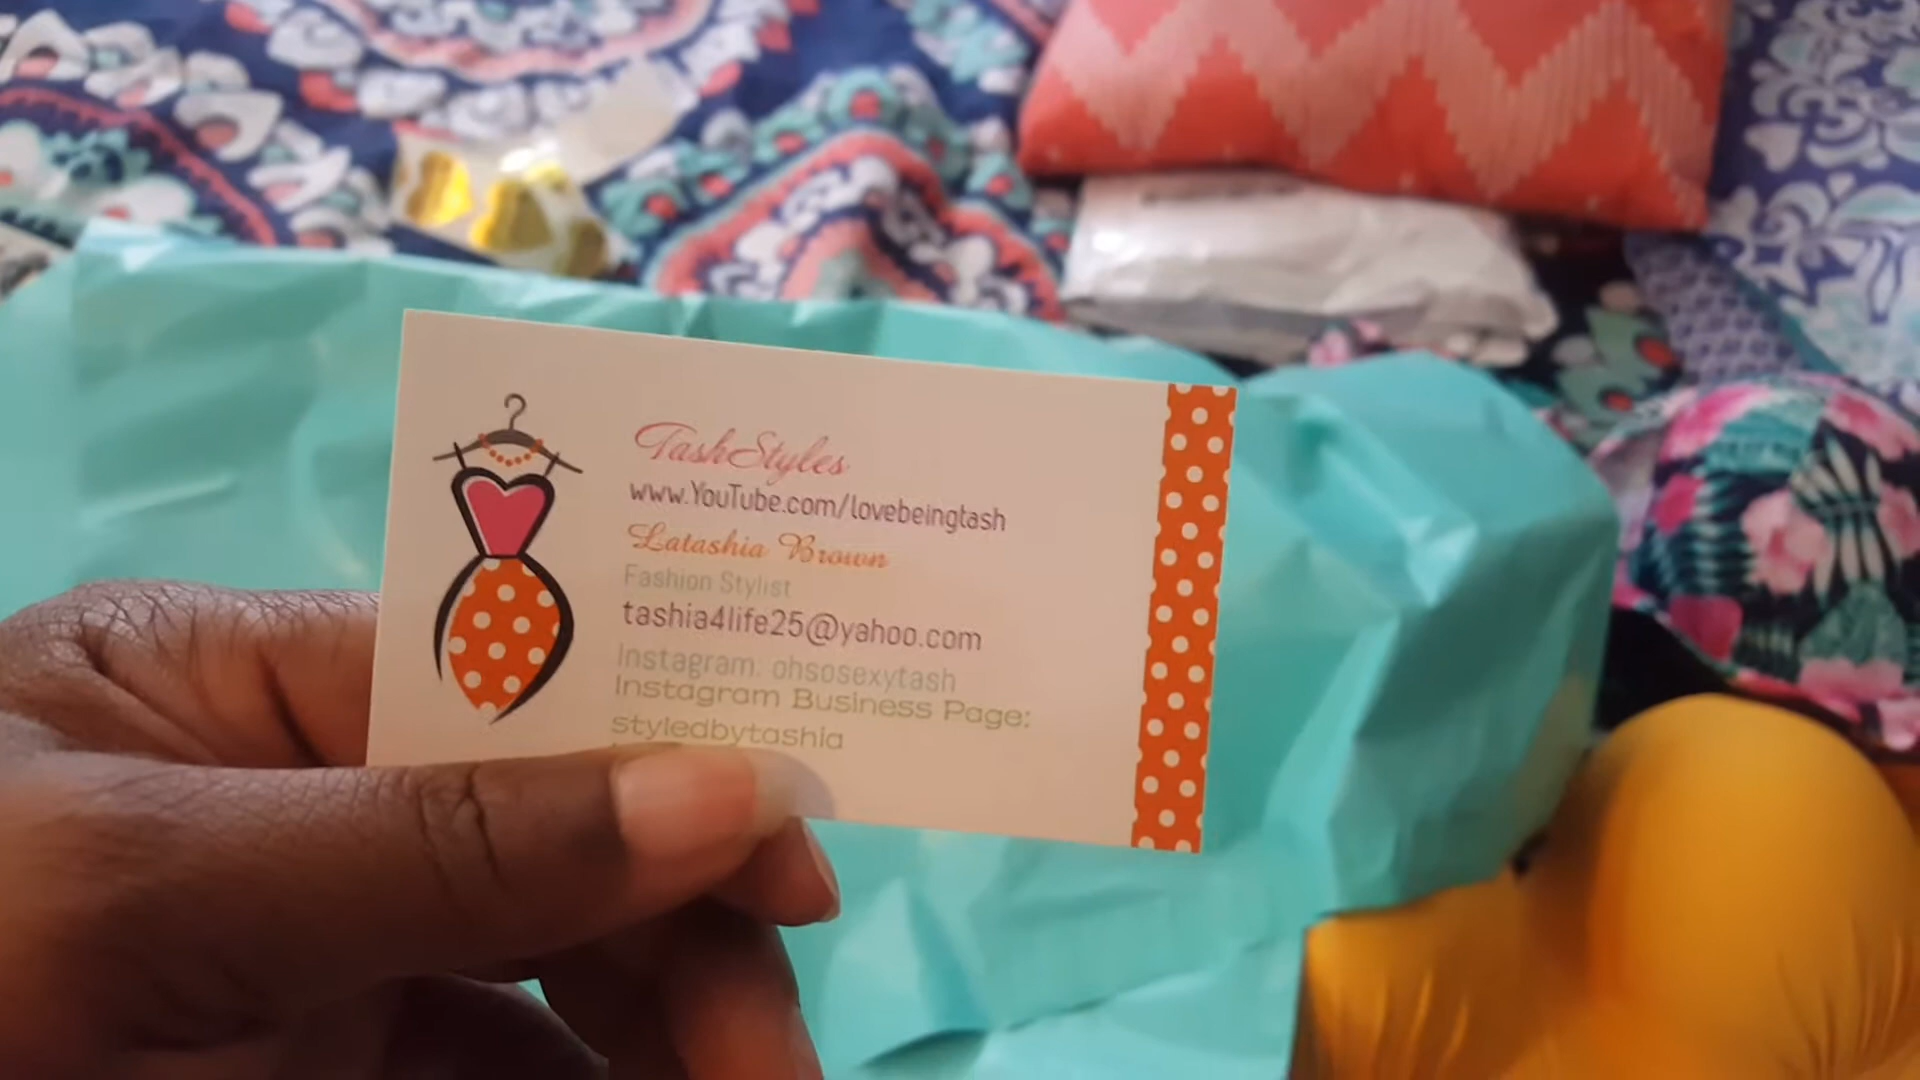 TashStyles
www.YouTube.com/lovebeingtash
Latashia Brown
Fashion Stylist
tashia4life25@yahoo.com
Instagram: ohsosexytash
Instagram Business Page:
styledbytashia